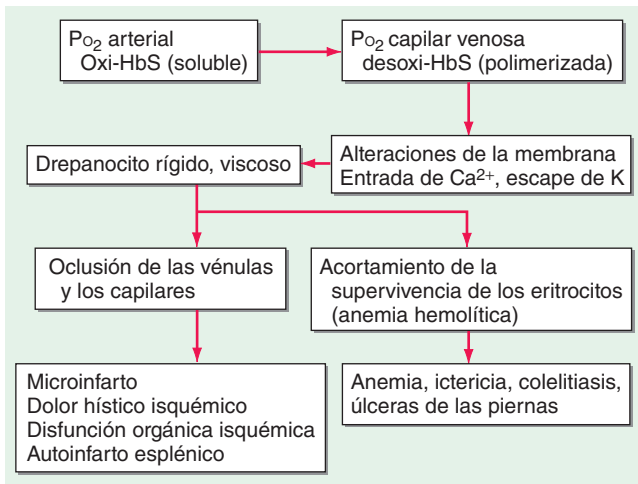 Po2 arterial
Oxi-HbS (soluble)
Po2 capilar venosa
desoxi-HbS (polimerizada)
Alteraciones de la membrana
Entrada de Ca2+, escape de K
Drepanocito rígido, viscoso
Oclusión de las vénulas
y los capilares
Acortamiento de la
supervivencia de los eritrocitos
(anemia hemolítica)
Microinfarto
Dolor hístico isquémico
Disfunción orgánica isquémica
Autoinfarto esplénico
Anemia, ictericia, colelitiasis,
úlceras de las piernas